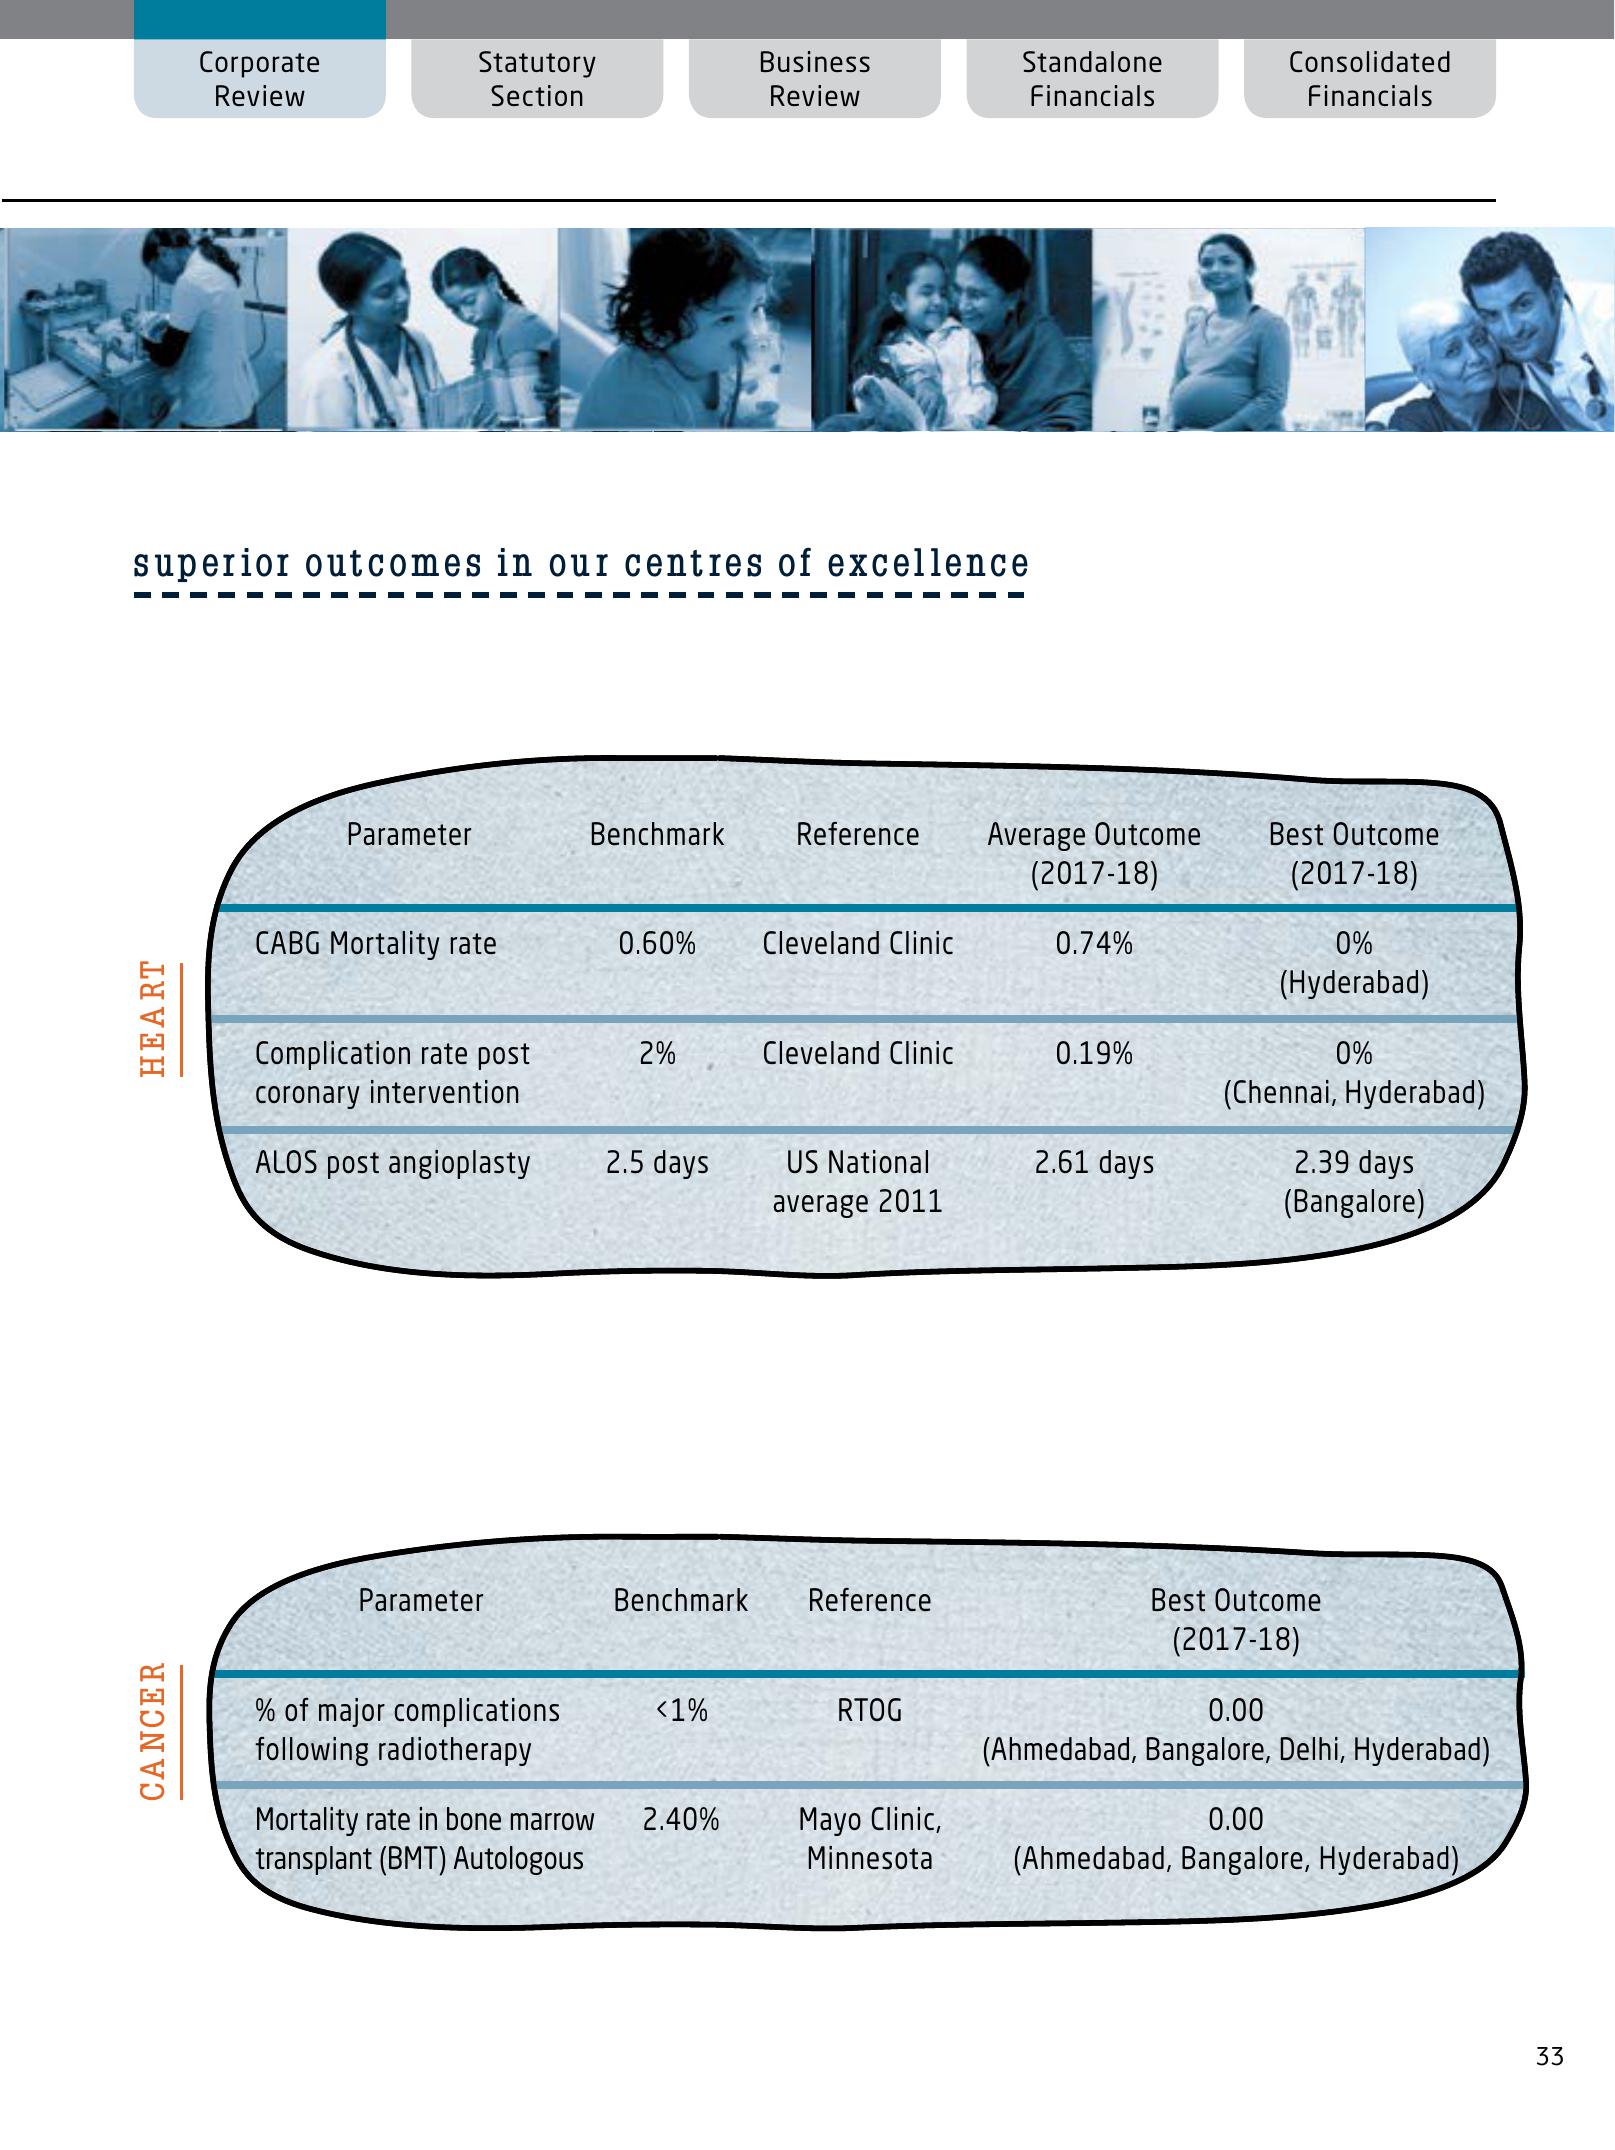 Corporate
Review
Statutory
Section
Business
Review
Standalone
Financials
Consolidated
Financials
superior outcomes in our centres of excellence
HEART
Parameter Benchmark Reference Average Outcome Best Outcome
(2017-18) (2017-18)
CABG Mortality rate 0.60% Cleveland Clinic 0.74% 0%
(Hyderabad)
Complication rate post 2% Cleveland Clinic 0.19% 0%
coronary intervention (Chennai, Hyderabad)
ALOS post angioplasty 2.5 days US National 2.61 days 2.39 days
average 2011 (Bangalore)
CANCER
Parameter Benchmark Reference Best Outcome
(2017-18)
% of major complications <1% RTOG 0.00
following radiotherapy (Ahmedabad, Bangalore, Delhi, Hyderabad)
Mortality rate in bone marrow 2.40% Mayo Clinic, 0.00
transplant (BMT) Autologous Minnesota (Ahmedabad, Bangalore, Hyderabad)
33